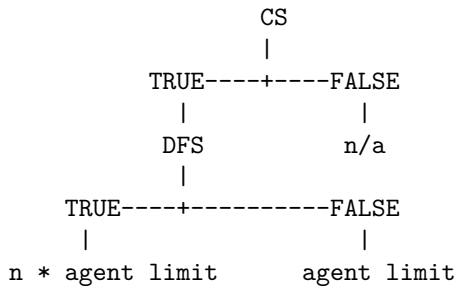 CS
|
TRUE----+----FALSE
| |
DFS n/a
|
TRUE----+----------FALSE
| |
n * agent limit agent limit